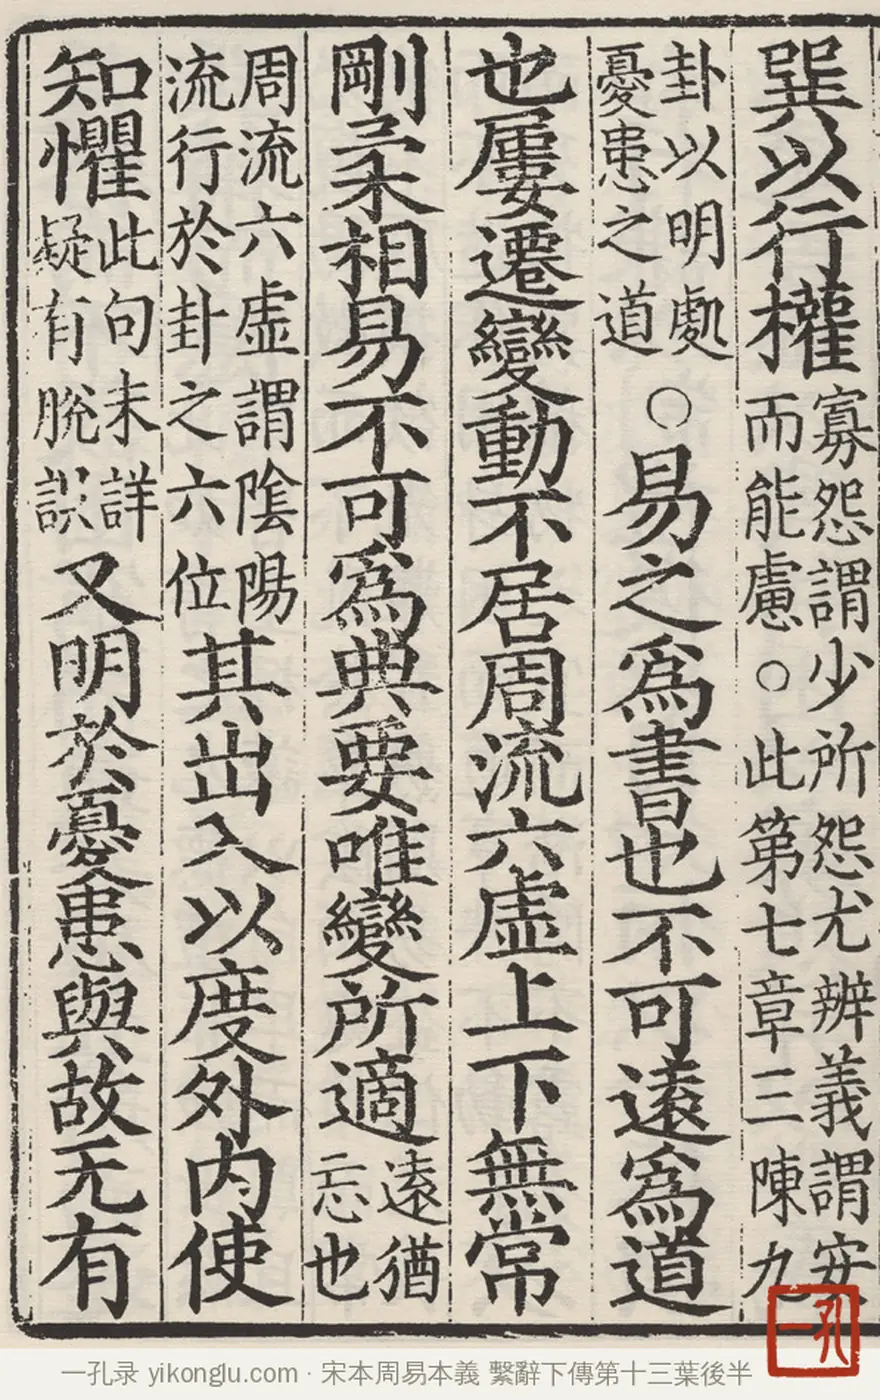 巽以行權寡怨謂少所怨尤辨義謂安而能慮○此第七章三陳九
卦以明處憂患之道○易之爲書也不可遠爲道
也屢遷變動不居周流六虛上下無常
剛柔相易不可爲典要唯變所適遠猶忘也
周流六虛謂陰陽流行於卦之六位其出入以度外内使
知懼此句未詳疑有脫誤又明於憂患與故无有
一孔
一孔录 yikonglu.com · 宋本周易本義 繫辭下傳第十三葉後半